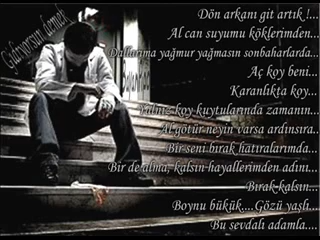 Gidiyorsun demek
Dön arkanı git artık !...
Al can suyumu köklerimden...
Dallarıma yağmur yağmasın sonbaharlarda...
Aç koy beni...
Karanlıkta koy...
Yalnız koy kuytularında zamanın...
Al götür neyin varsa ardınsıra..
Bir seni bırak hatıralarımda...
Bir de alma, kalsın-hayallerimden adını...
Bırak-kalsın...
Boynu bükük....Gözü yaşlı....
Bu sevdalı adamla....